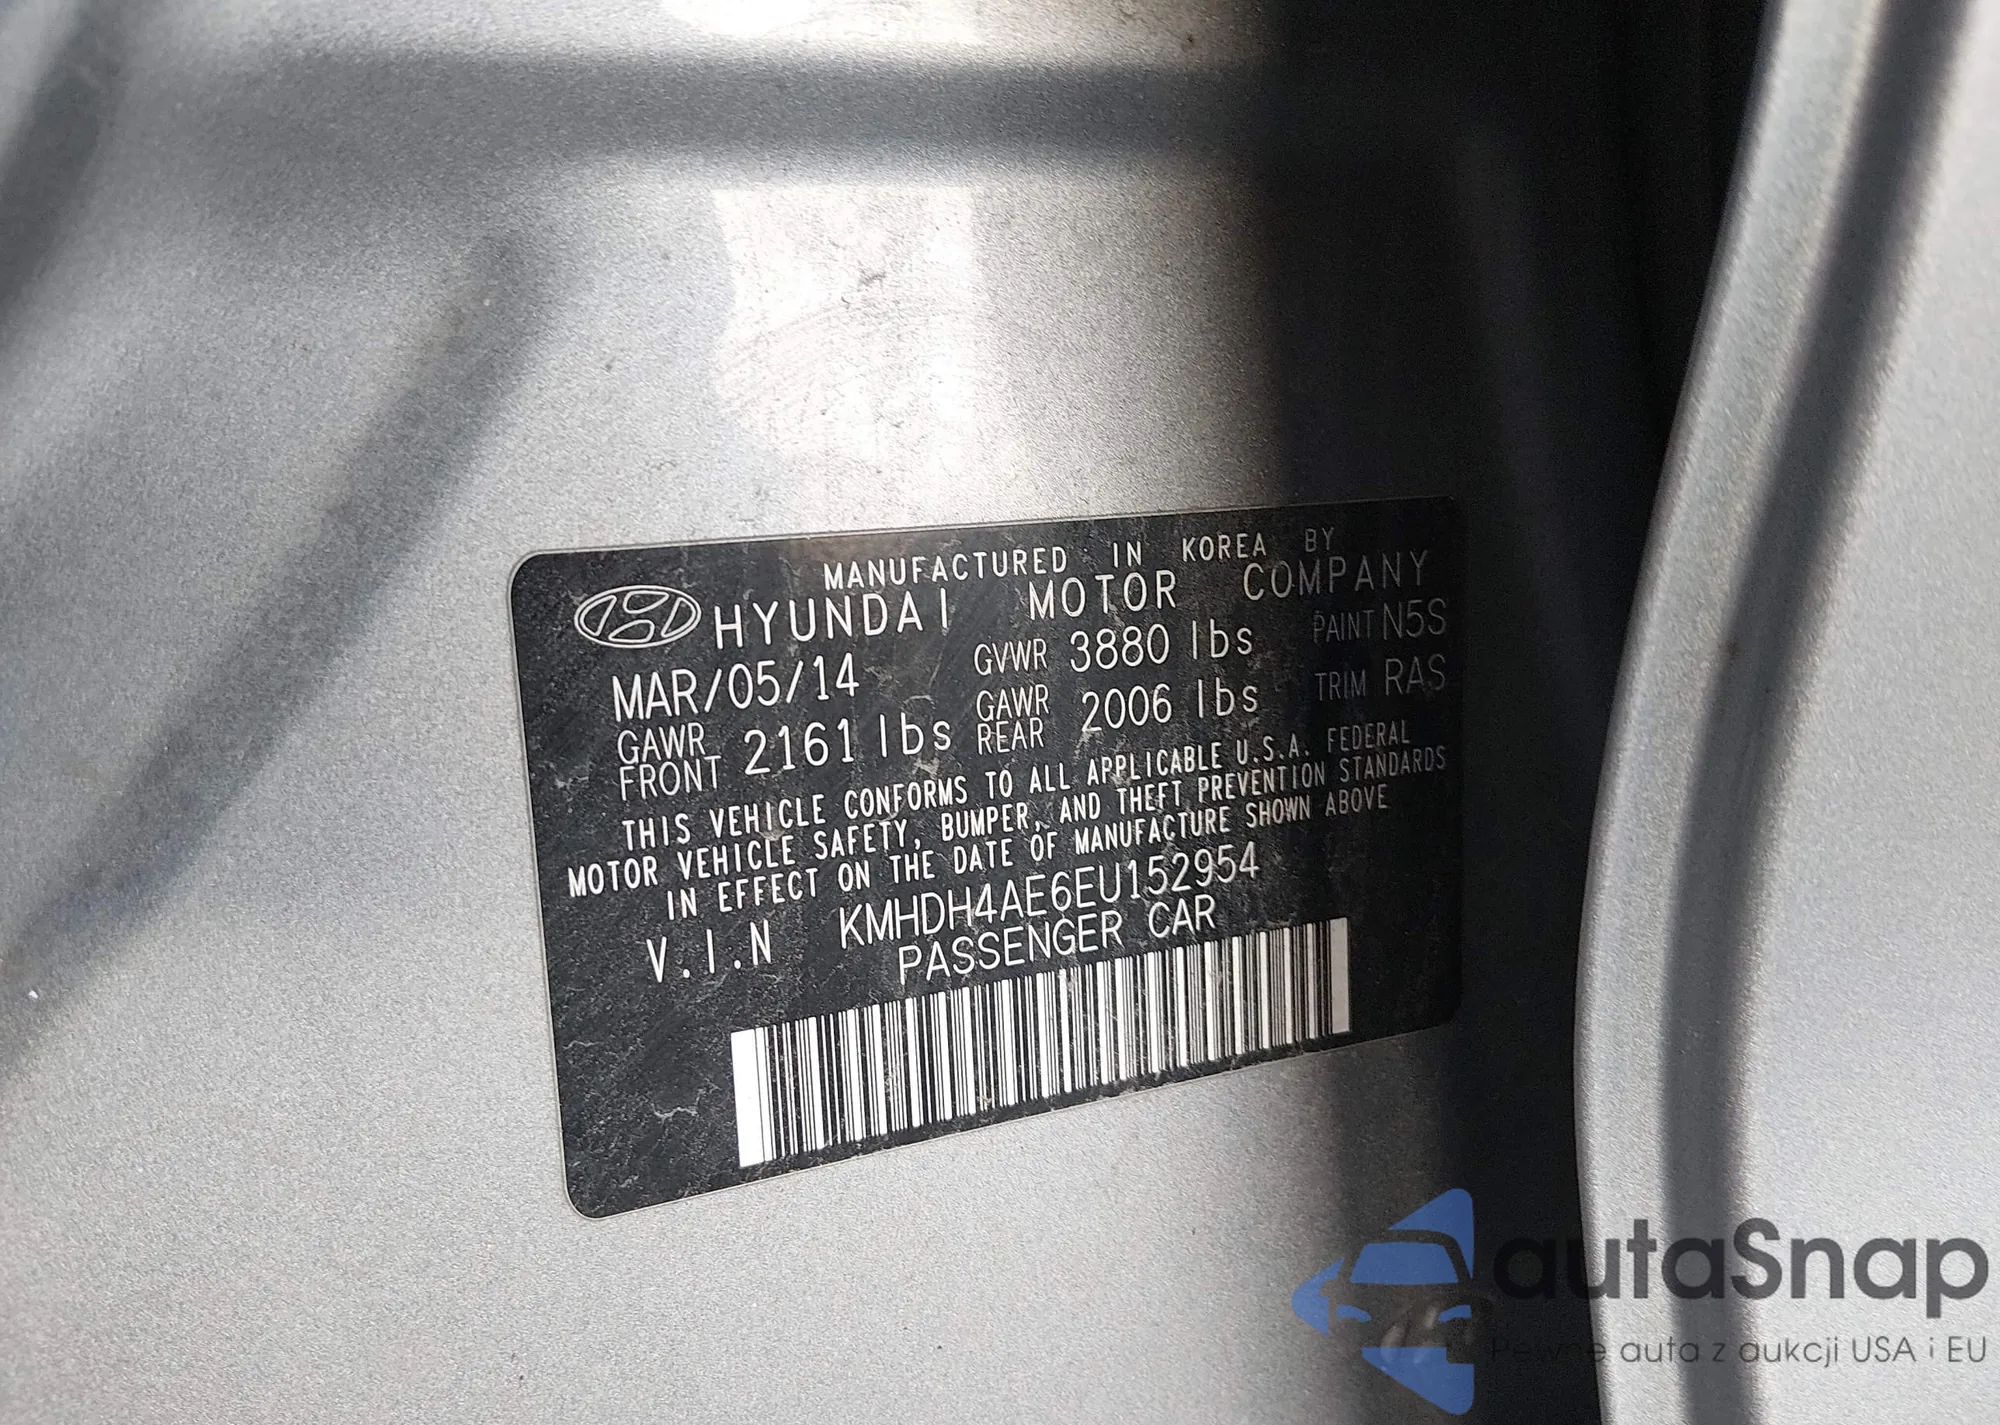 MANUFACTURED IN KOREA BY
HYUNDAI MOTOR COMPANY
MAR/05/14 GVWR 3880 lbs PAINT N5S
GAWR FRONT 2161 lbs GAWR REAR 2006 lbs TRIM RAS
THIS VEHICLE CONFORMS TO ALL APPLICABLE U.S.A. FEDERAL
MOTOR VEHICLE SAFETY, BUMPER, AND THEFT PREVENTION STANDARDS
IN EFFECT ON THE DATE OF MANUFACTURE SHOWN ABOVE
V.I.N KMHDH4AE6EU152954
PASSENGER CAR
autaSnap
Pewne auta z aukcji USA i EU